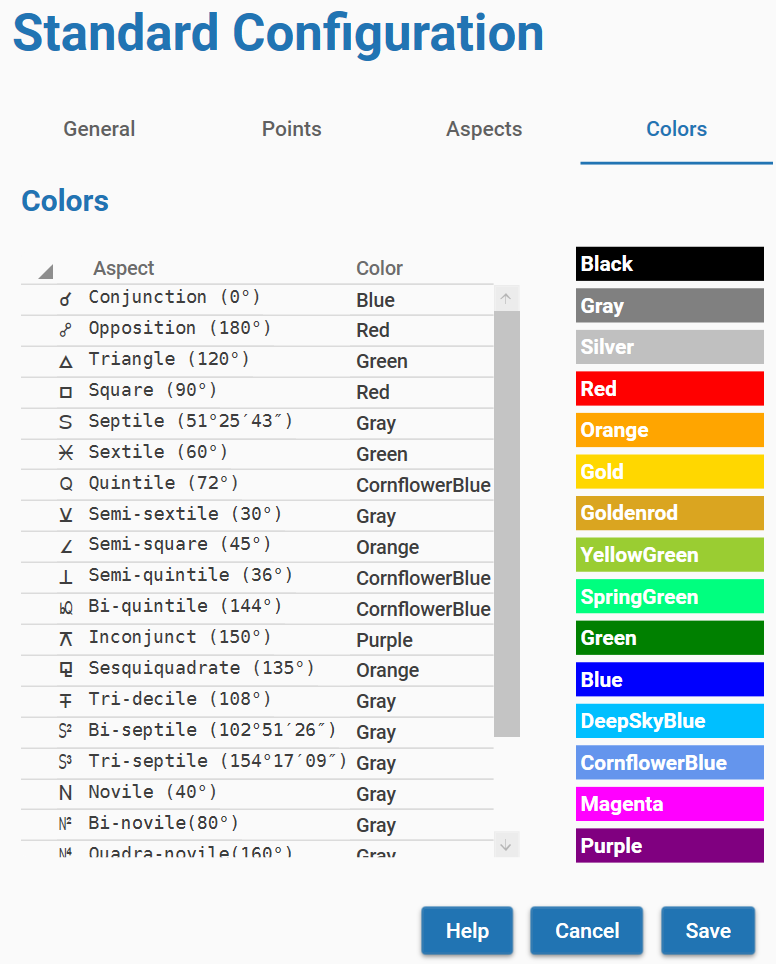 Standard Configuration
General Points Aspects Colors
Colors
Aspect Color
Conjunction (0°) Blue
Opposition (180°) Red
Triangle (120°) Green
Square (90°) Red
Septile (51°25′43″) Gray
Sextile (60°) Green
Quintile (72°) CornflowerBlue
Semi-sextile (30°) Gray
Semi-square (45°) Orange
Semi-quintile (36°) CornflowerBlue
Bi-quintile (144°) CornflowerBlue
Inconjunct (150°) Purple
Sesquiquadrate (135°) Orange
Tri-decile (108°) Gray
Bi-septile (102°51′26″) Gray
Tri-septile (154°17′09″) Gray
Novile (40°) Gray
Bi-novile(80°) Gray
Quadra-novile(160°) Gray
Black
Gray
Silver
Red
Orange
Gold
Goldenrod
YellowGreen
SpringGreen
Green
Blue
DeepSkyBlue
CornflowerBlue
Magenta
Purple
Help Cancel Save